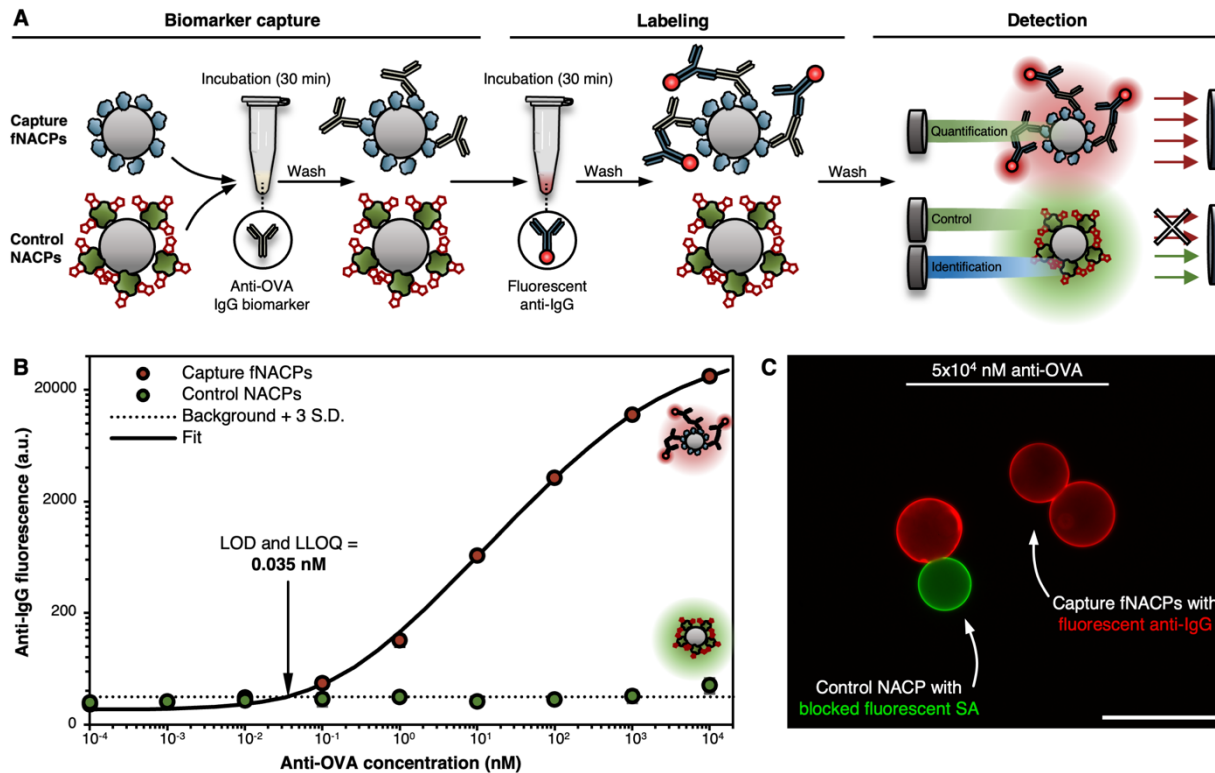 A
Biomarker capture
Labeling
Detection
Incubation (30 min)
Incubation (30 min)
Capture
fNACPs
Wash
Wash
Wash
Quantification
Control
NACPs
Control
Identification
Anti-OVA
IgG biomarker
Fluorescent
anti-IgG
B
Capture fNACPs
Control NACPs
Background + 3 S.D.
Fit
Anti-IgG fluorescence (a.u.)
20000
2000
200
0
LOD and LLOQ =
0.035 nM
10⁻⁴
10⁻³
10⁻²
10⁻¹
10⁰
10¹
10²
10³
10⁴
Anti-OVA concentration (nM)
C
5x10⁴ nM anti-OVA
Capture fNACPs with
fluorescent anti-IgG
Control NACP with
blocked fluorescent SA